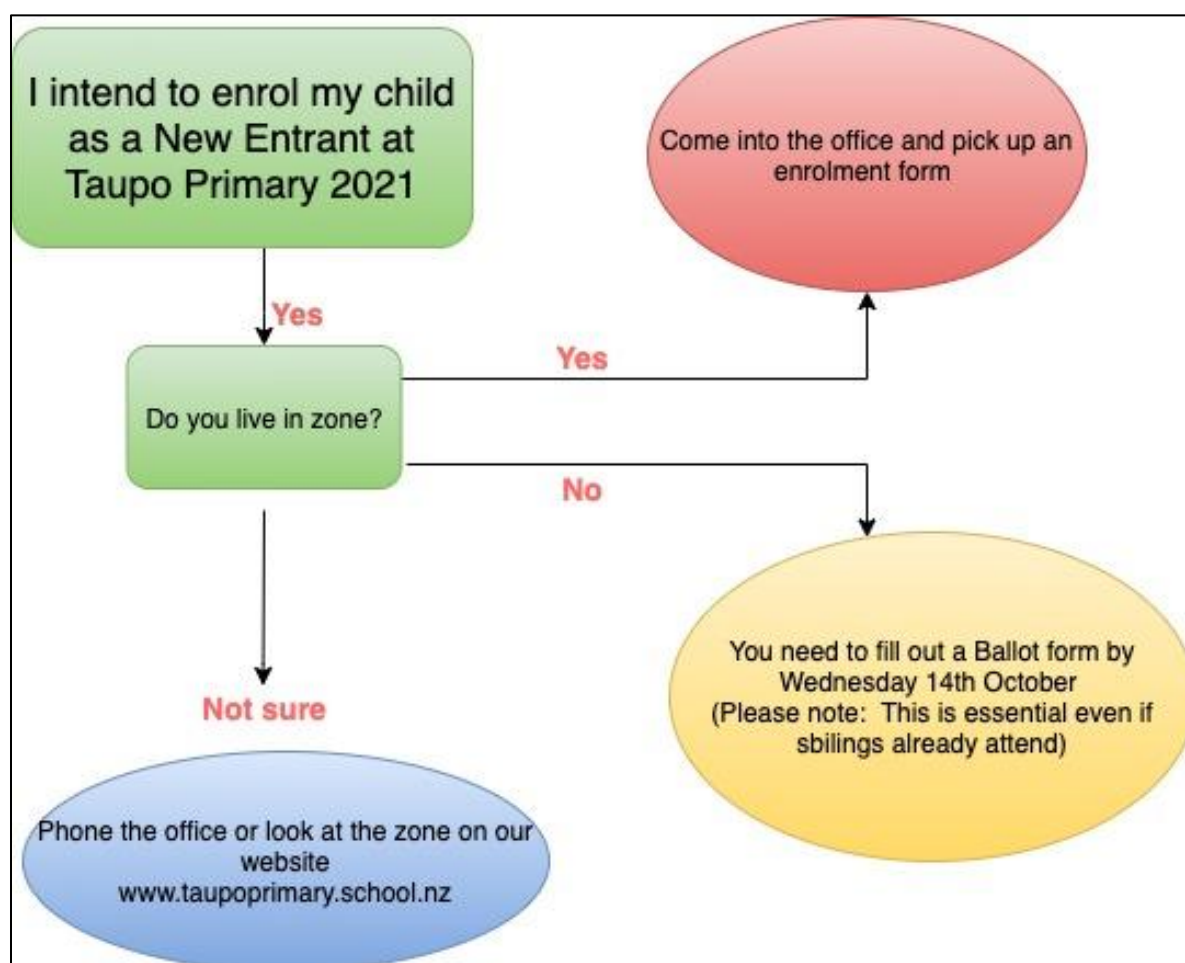 I intend to enrol my child
as a New Entrant at
Taupo Primary 2021
Come into the office and pick up an
enrolment form
Yes
Do you live in zone?
Yes
No
Not sure
You need to fill out a Ballot form by
Wednesday 14th October
(Please note:  This is essential even if
sbilings already attend)
Phone the office or look at the zone on our
website
www.taupoprimary.school.nz